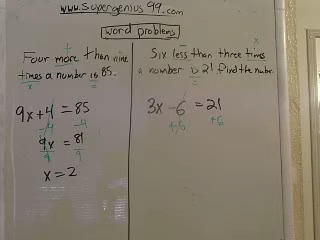 www.supergenius99.com
word problems
+
Four more than nine
times a number is 85.
x =
9x+4 = 85
-4 -4
9x = 81
9 9
x = 2
- x
Six less than three times
a number is 21. Find the number.
=
3x - 6 = 21
+6 +6